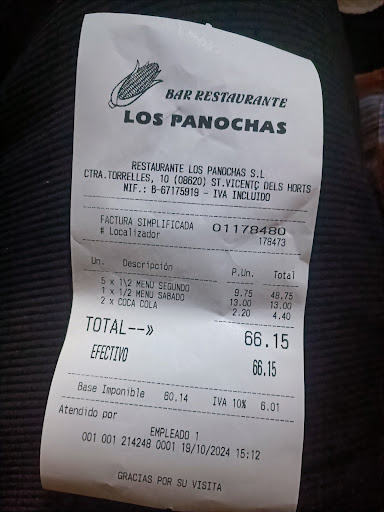 BAR RESTAURANTE
LOS PANOCHAS
RESTAURANTE LOS PANOCHAS S.L
CTRA.TORRELLES, 10 (08620) ST.VICENTÇ DELS HORTS
NIF.: B-67175919 - IVA INCLUIDO
FACTURA SIMPLIFICADA 01178480
# Localizador 178473
Un. Descripción P.Un. Total
5 x 1\2 MENU SEGUNDO 9.75 48.75
1 x 1/2 MENU SABADO 13.00 13.00
2 x COCA COLA 2.20 4.40
TOTAL--» 66.15
EFECTIVO 66.15
Base Imponible 60.14 IVA 10% 6.01
Atendido por
EMPLEADO 1
001 001 214248 0001 19/10/2024 15:12
GRACIAS POR SU VISITA